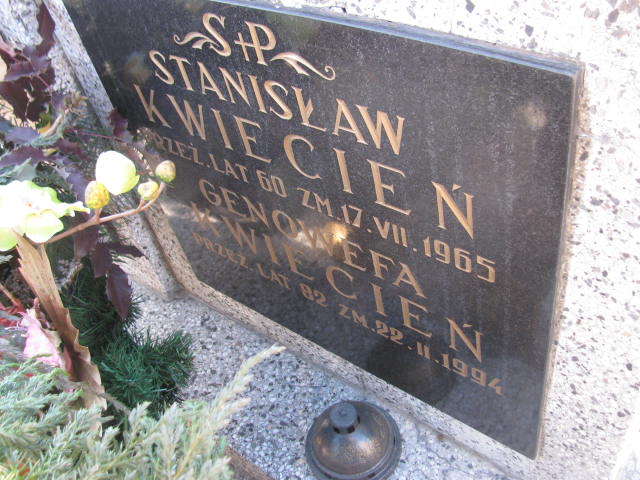 Ś+P
STANISŁAW
KWIECIEŃ
PRZEŻ. LAT 60 ZM. 17. VII. 1965
GENOWEFA
KWIECIEŃ
PRZEŻ. LAT 82 ZM. 22. II. 1994